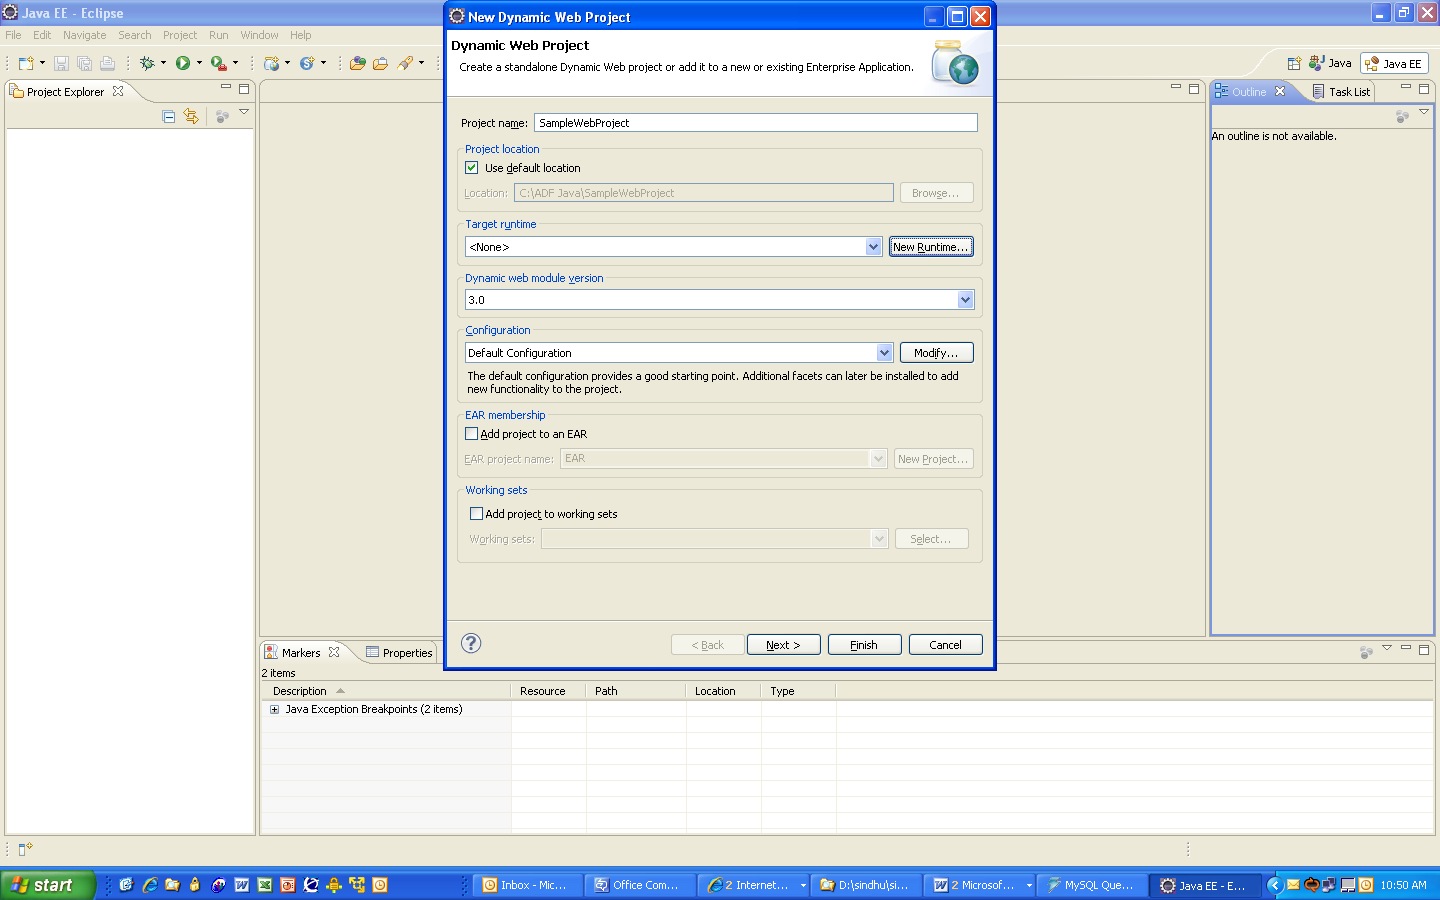 Java EE - Eclipse
New Dynamic Web Project
File Edit Navigate Search Project Run Window Help
Java
Java EE
Project Explorer
Outline
Task List
An outline is not available.
Dynamic Web Project
Create a standalone Dynamic Web project or add it to a new or existing Enterprise Application.
Project name: SampleWebProject
Project location
Use default location
Location: C:\ADF Java\SampleWebProject Browse...
Target runtime
<None> New Runtime...
Dynamic web module version
3.0
Configuration
Default Configuration Modify...
The default configuration provides a good starting point. Additional facets can later be installed to add
new functionality to the project.
EAR membership
Add project to an EAR
EAR project name: EAR New Project...
Working sets
Add project to working sets
Working sets: Select...
? < Back Next > Finish Cancel
Markers
Properties
2 items
Description Resource Path Location Type
Java Exception Breakpoints (2 items)
start Inbox - Mic... Office Com... 2 Internet... D:\sindhu\si... 2 Microsof... MySQL Que... Java EE - E... 10:50 AM